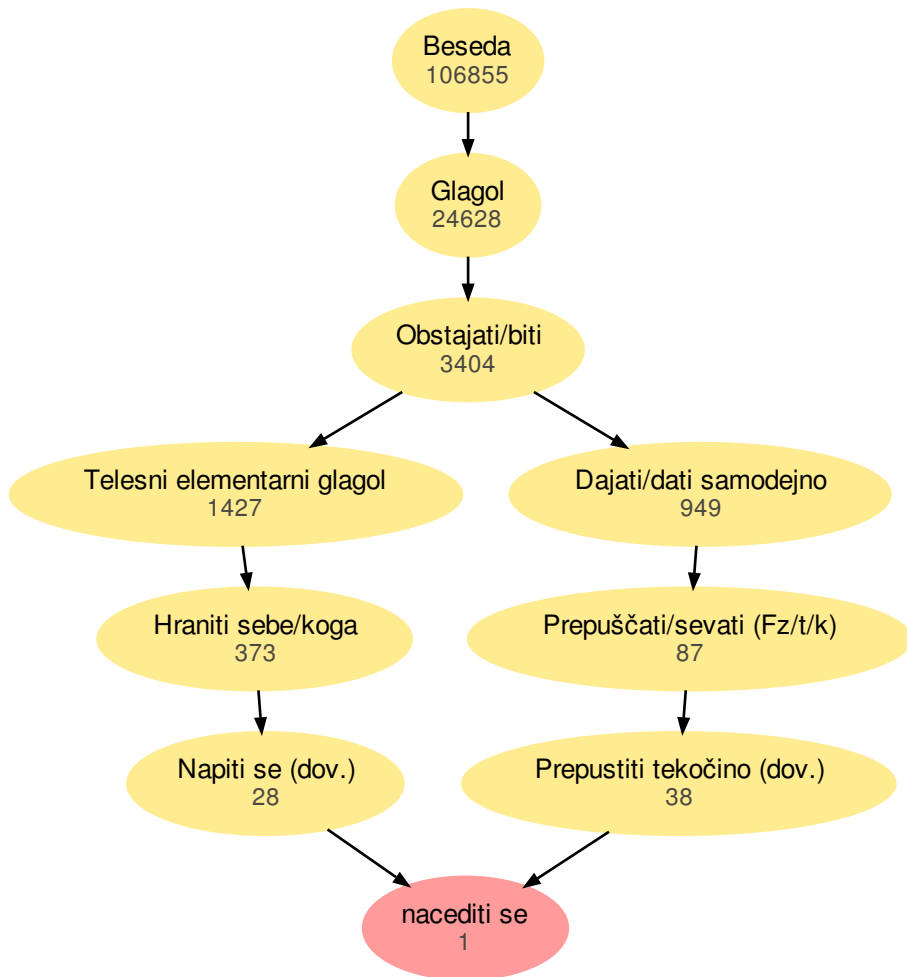 Beseda
106855
Glagol
24628
Obstajati/biti
3404
Telesni elementarni glagol
1427
Dajati/dati samodejno
949
Hraniti sebe/koga
373
Prepuščati/sevati (Fz/t/k)
87
Napiti se (dov.)
28
Prepustiti tekočino (dov.)
38
nacediti se
1